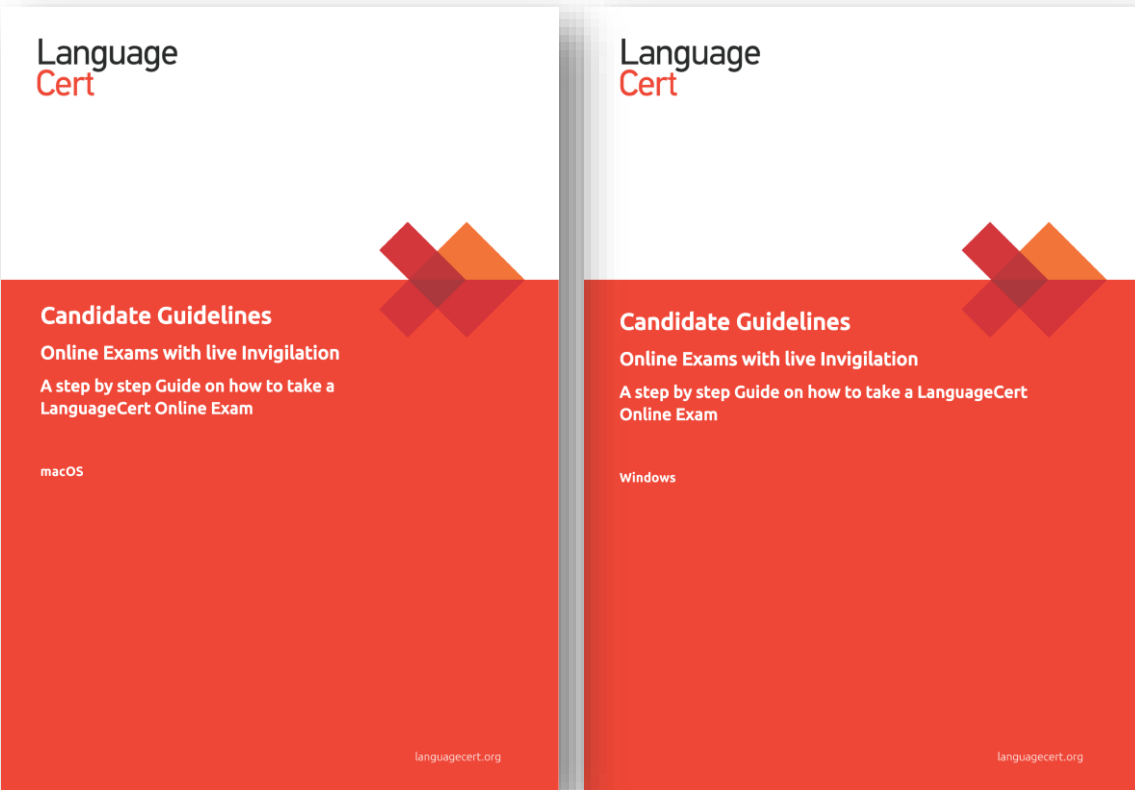 Language
Cert
Candidate Guidelines
Online Exams with live Invigilation
A step by step Guide on how to take a
LanguageCert Online Exam
macOS
languagecert.org
Language
Cert
Candidate Guidelines
Online Exams with live Invigilation
A step by step Guide on how to take a LanguageCert
Online Exam
Windows
languagecert.org